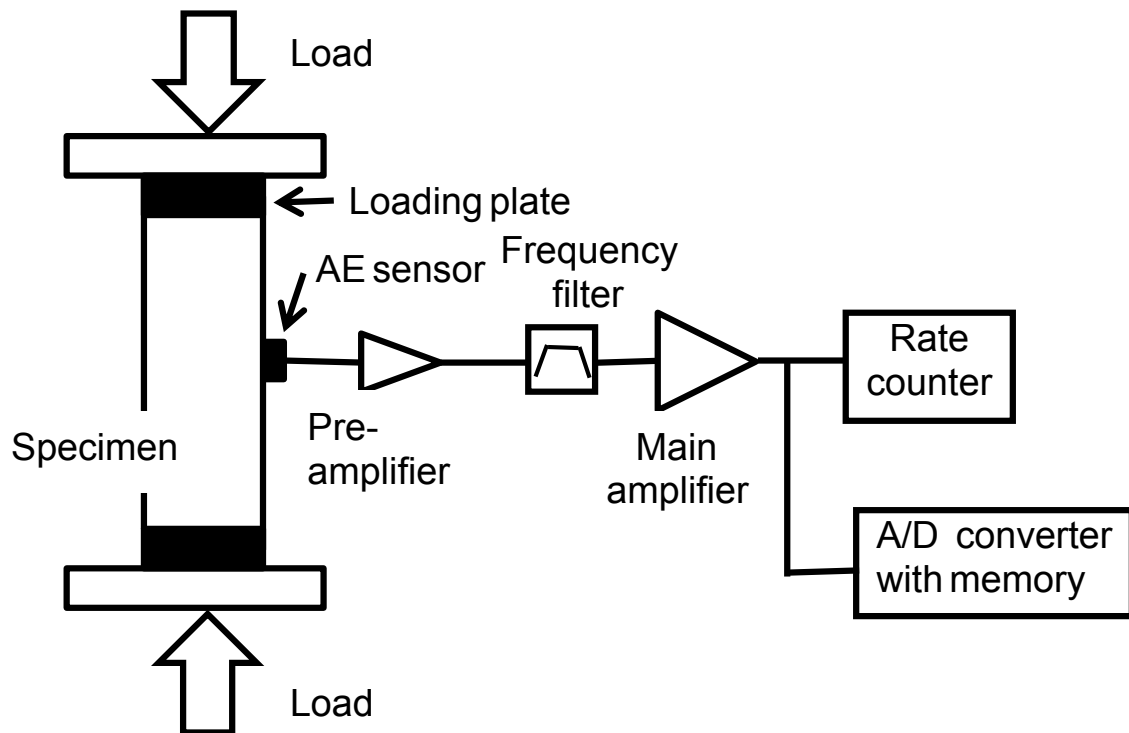 Load
Loading plate
AE sensor
Frequency
filter
Rate
counter
Specimen
Pre-
amplifier
Main
amplifier
A/D converter
with memory
Load